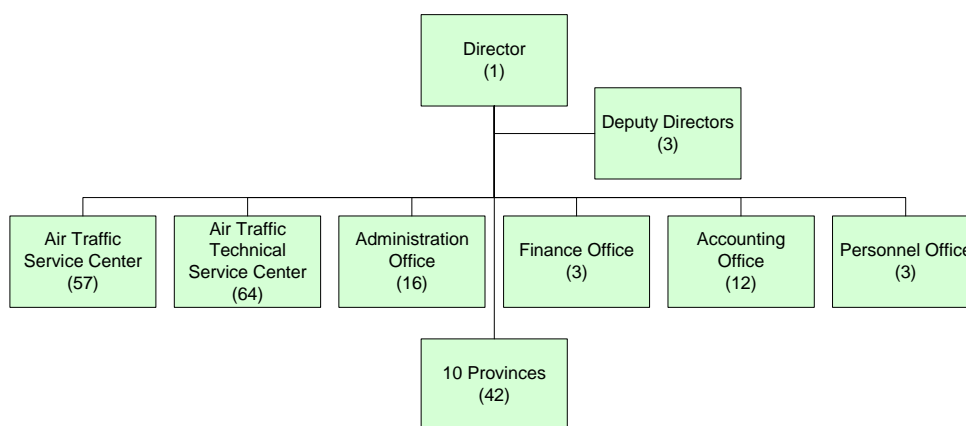 Director
(1)
Deputy Directors
(3)
Air Traffic
Service Center
(57)
Air Traffic
Technical
Service Center
(64)
Administration
Office
(16)
Finance Office
(3)
Accounting
Office
(12)
Personnel Office
(3)
10 Provinces
(42)